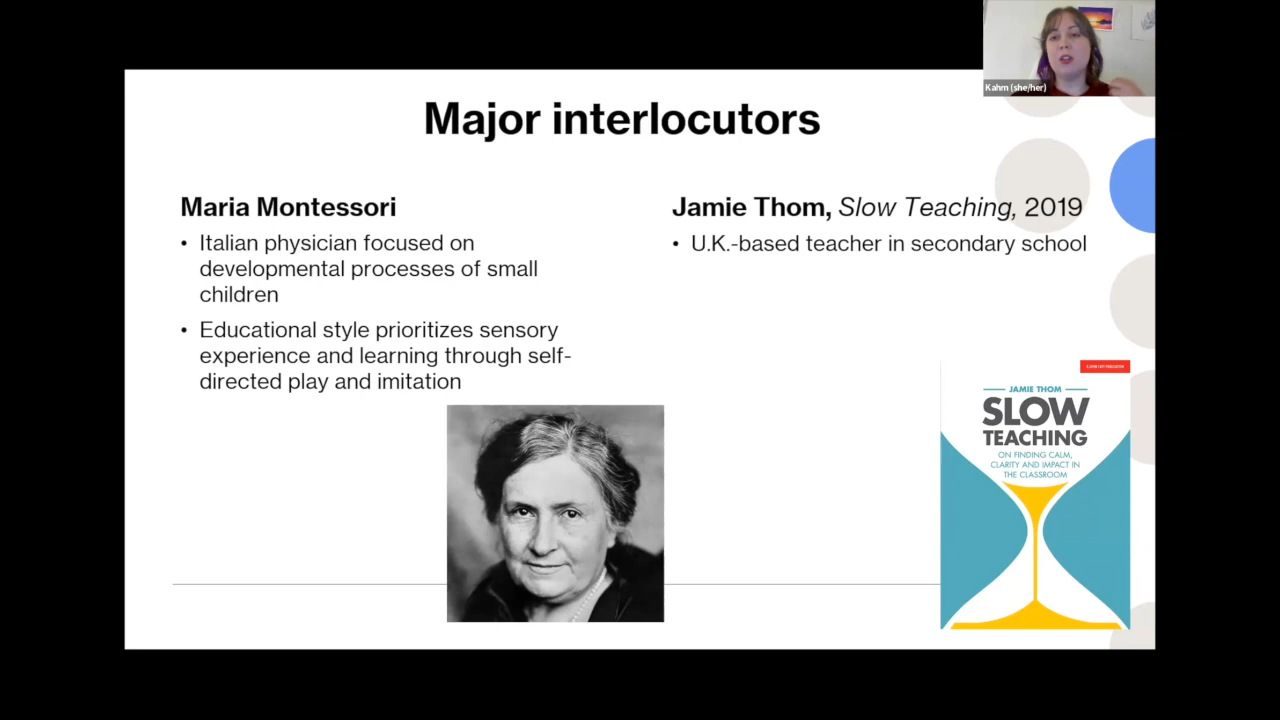 Kahm (she/her)
Major interlocutors
Maria Montessori
• Italian physician focused on
developmental processes of small
children
• Educational style prioritizes sensory
experience and learning through self-
directed play and imitation
Jamie Thom, Slow Teaching, 2019
• U.K.-based teacher in secondary school
JAMIE THOM
SLOW
TEACHING
ON FINDING CALM,
CLARITY AND IMPACT IN
THE CLASSROOM